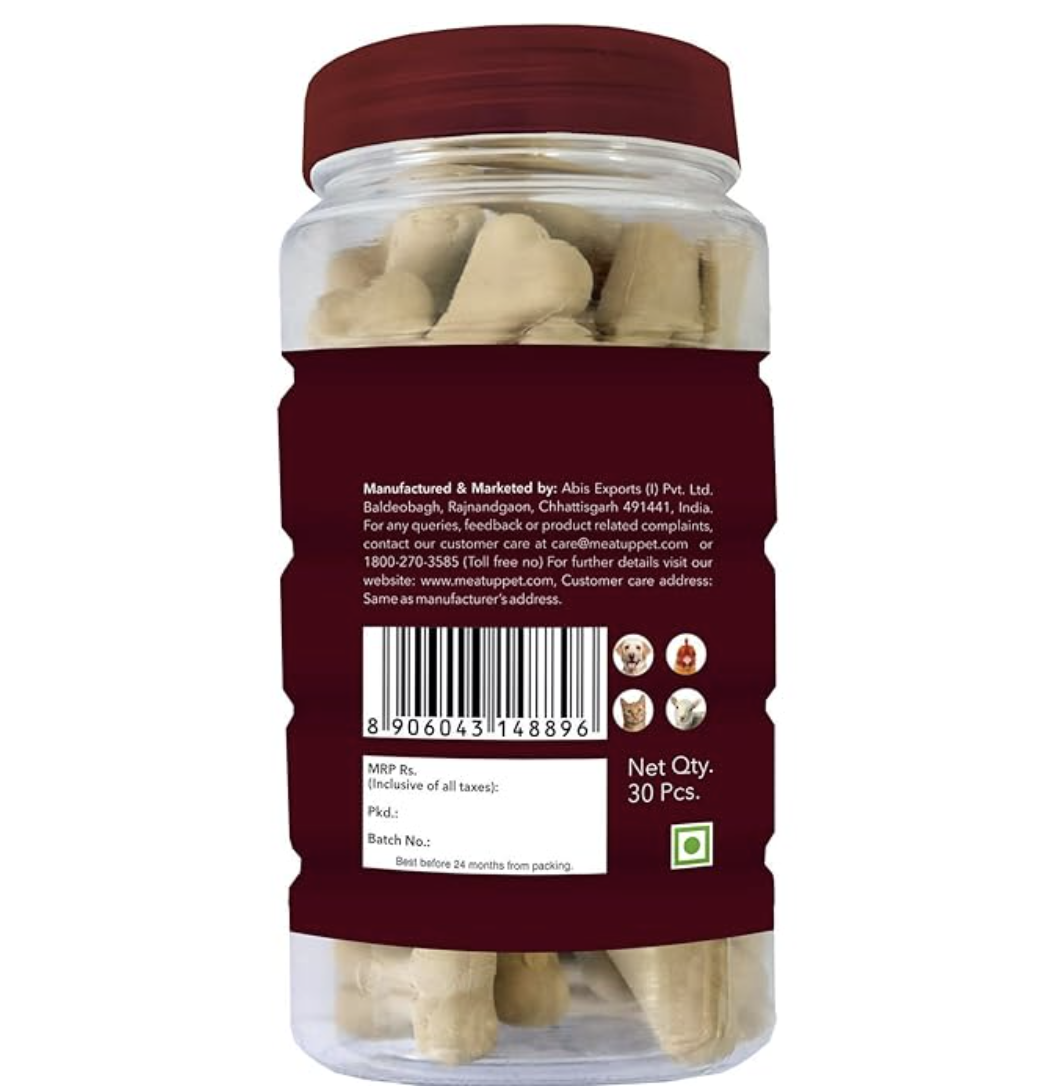 Manufactured & Marketed by: Abis Exports (I) Pvt. Ltd.
Baldeobagh, Rajnandgaon, Chhattisgarh 491441, India.
For any queries, feedback or product related complaints,
contact our customer care at care@meatuppet.com or
1800-270-3585 (Toll free no) For further details visit our
website: www.meatuppet.com, Customer care address:
Same as manufacturer's address.
8 906043 148896
MRP Rs.
(Inclusive of all taxes):
Pkd.:
Batch No.:
Best before 24 months from packing.
Net Qty.
30 Pcs.